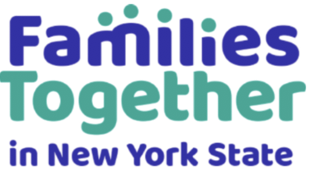 Families
Together
in New York State